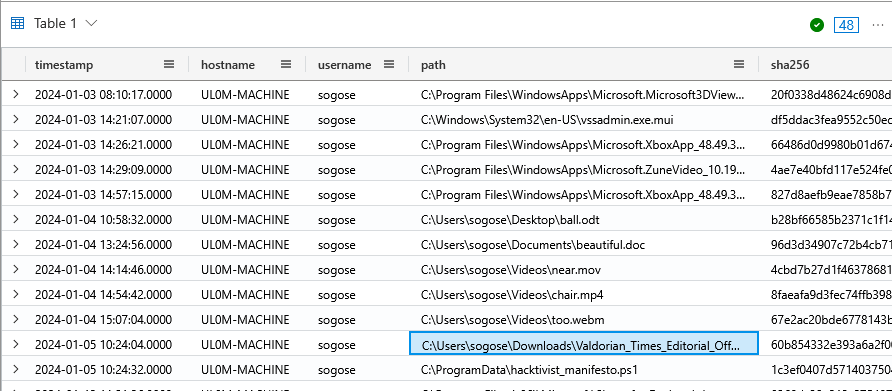 Table 1
48 ...
timestamp hostname username path sha256
2024-01-03 08:10:17.0000 UL0M-MACHINE sogose C:\Program Files\WindowsApps\Microsoft.Microsoft3DView... 20f0338d48624c6908d
2024-01-03 14:21:07.0000 UL0M-MACHINE sogose C:\Windows\System32\en-US\vssadmin.exe.mui df5ddac3fea9552c50ec
2024-01-03 14:26:21.0000 UL0M-MACHINE sogose C:\Program Files\WindowsApps\Microsoft.XboxApp_48.49.3... 66486d0d9980b01d674
2024-01-03 14:29:09.0000 UL0M-MACHINE sogose C:\Program Files\WindowsApps\Microsoft.ZuneVideo_10.19... 4ae7e40bfd117e524fe0
2024-01-03 14:57:15.0000 UL0M-MACHINE sogose C:\Program Files\WindowsApps\Microsoft.XboxApp_48.49.3... 827d8aefb9eae7858b7
2024-01-04 10:58:32.0000 UL0M-MACHINE sogose C:\Users\sogose\Desktop\ball.odt b28bf66585b2371c1f14
2024-01-04 13:24:56.0000 UL0M-MACHINE sogose C:\Users\sogose\Documents\beautiful.doc 96d3d34907c72b4cb71
2024-01-04 14:14:46.0000 UL0M-MACHINE sogose C:\Users\sogose\Videos\near.mov 4cbd7b27d1f46378681
2024-01-04 14:54:42.0000 UL0M-MACHINE sogose C:\Users\sogose\Videos\chair.mp4 8faeafa9d3fec74ffb398
2024-01-04 15:07:04.0000 UL0M-MACHINE sogose C:\Users\sogose\Videos\too.webm 67e2ac20bde6778143b
2024-01-05 10:24:04.0000 UL0M-MACHINE sogose C:\Users\sogose\Downloads\Valdorian_Times_Editorial_Off... 60b854332e393a6a2f00
2024-01-05 10:24:32.0000 UL0M-MACHINE sogose C:\ProgramData\hacktivist_manifesto.ps1 1c3ef0407d571403750